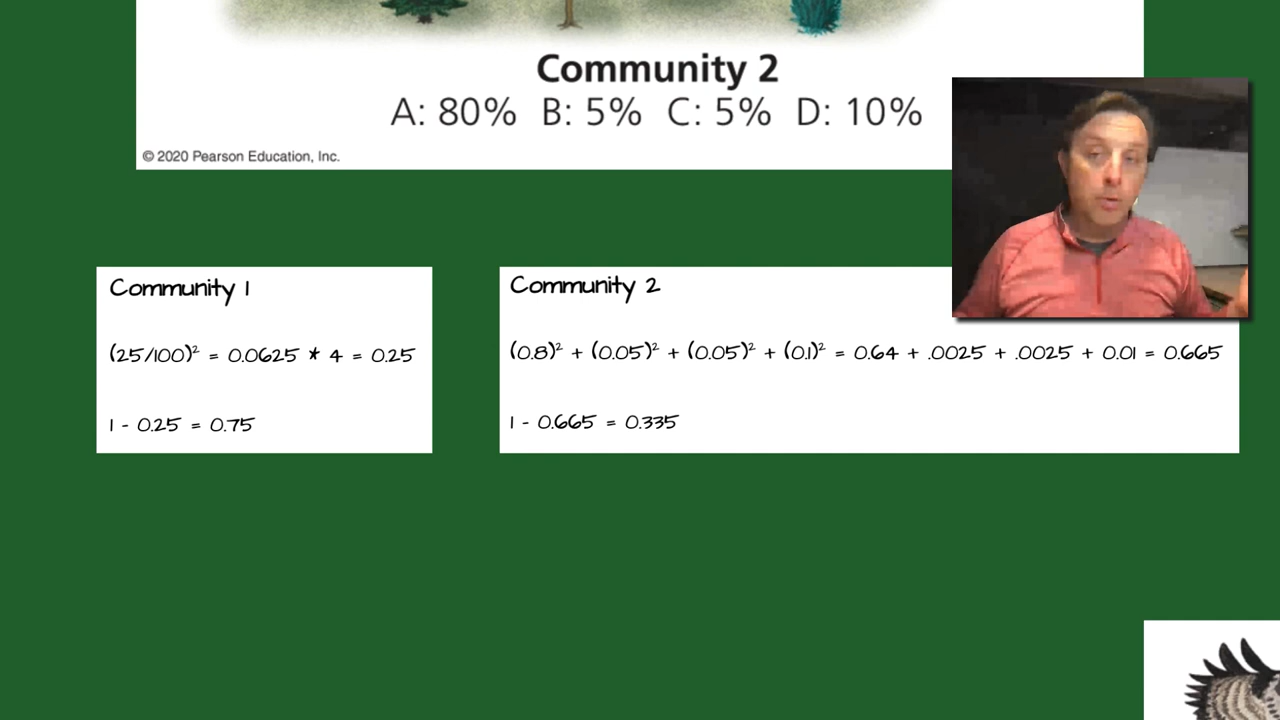 Community 2
A: 80% B: 5% C: 5% D: 10%
© 2020 Pearson Education, Inc.
Community 1
(25/100)² = 0.0625 * 4 = 0.25
1 - 0.25 = 0.75
Community 2
(0.8)² + (0.05)² + (0.05)² + (0.1)² = 0.64 + .0025 + .0025 + 0.01 = 0.665
1 - 0.665 = 0.335